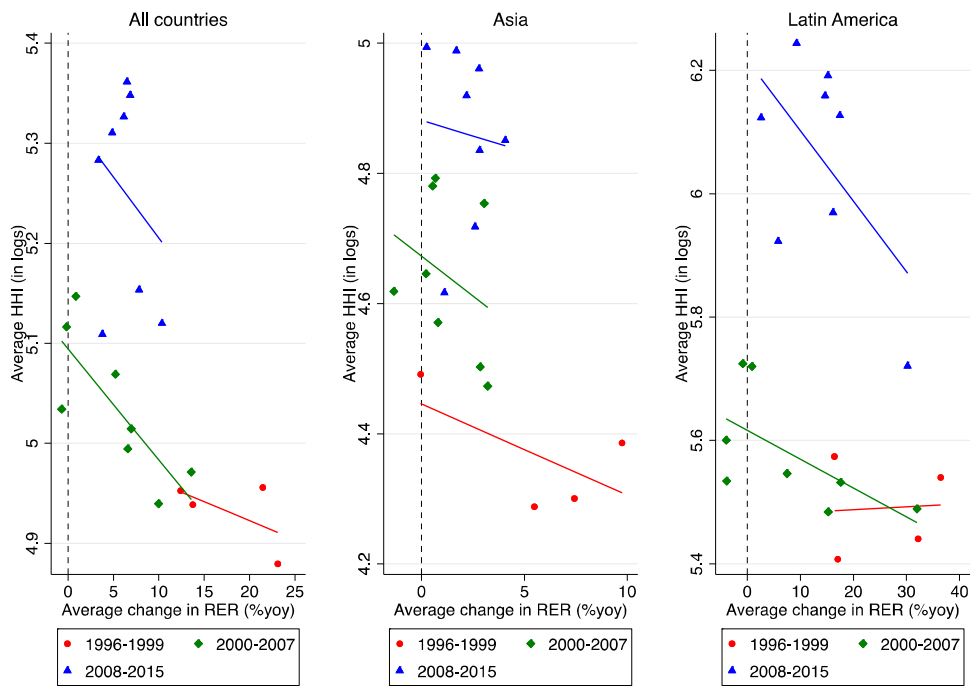 All countries
Average HHI (in logs)
5.4
5.3
5.2
5.1
5
4.9
0 5 10 15 20 25
Average change in RER (%yoy)
1996-1999 2000-2007
2008-2015
Asia
Average HHI (in logs)
5
4.8
4.6
4.4
4.2
0 5 10
Average change in RER (%yoy)
1996-1999 2000-2007
2008-2015
Latin America
Average HHI (in logs)
6.2
6
5.8
5.6
5.4
0 10 20 30 40
Average change in RER (%yoy)
1996-1999 2000-2007
2008-2015